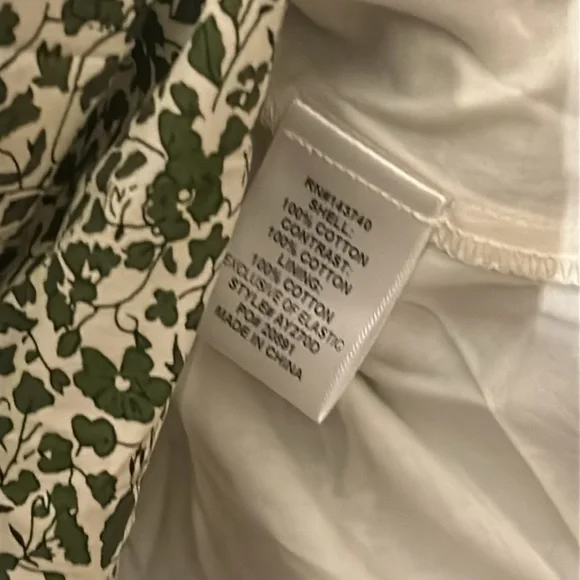 RN#143740
SHELL:
100% COTTON
CONTRAST:
100% COTTON
LINING:
100% COTTON
EXCLUSIVE OF ELASTIC
STYLE# AY770D
PO# 20591
MADE IN CHINA